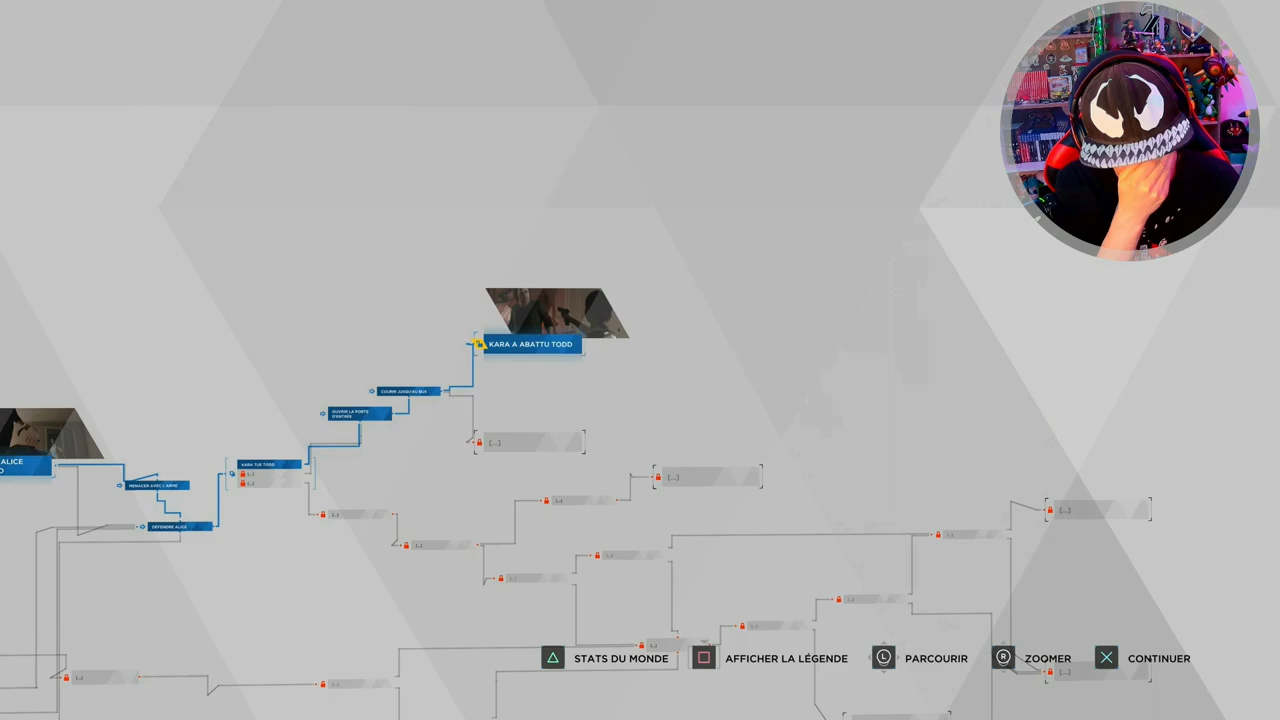 KARA A ABATTU TODD
COURIR JUSQU'AU BUS
OUVRIR LA PORTE
D'ENTRÉE
[...]
ALICE
KARA TUE TODD
[...]
[...]
[...]
MENACER AVEC L'ARME
[...]
[...]
[...]
DÉFENDRE ALICE
[...]
[...]
[...]
[...]
[...]
[...]
[...]
STATS DU MONDE
AFFICHER LA LÉGENDE
L
PARCOURIR
R
ZOOMER
CONTINUER
[...]
[...]
[...]